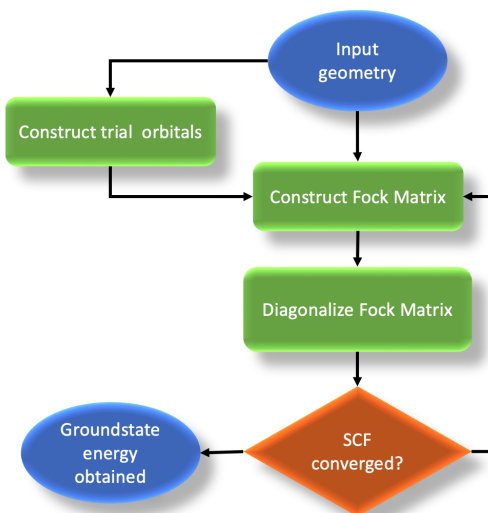 Input
geometry
Construct trial orbitals
Construct Fock Matrix
Diagonalize Fock Matrix
SCF
converged?
Groundstate
energy
obtained